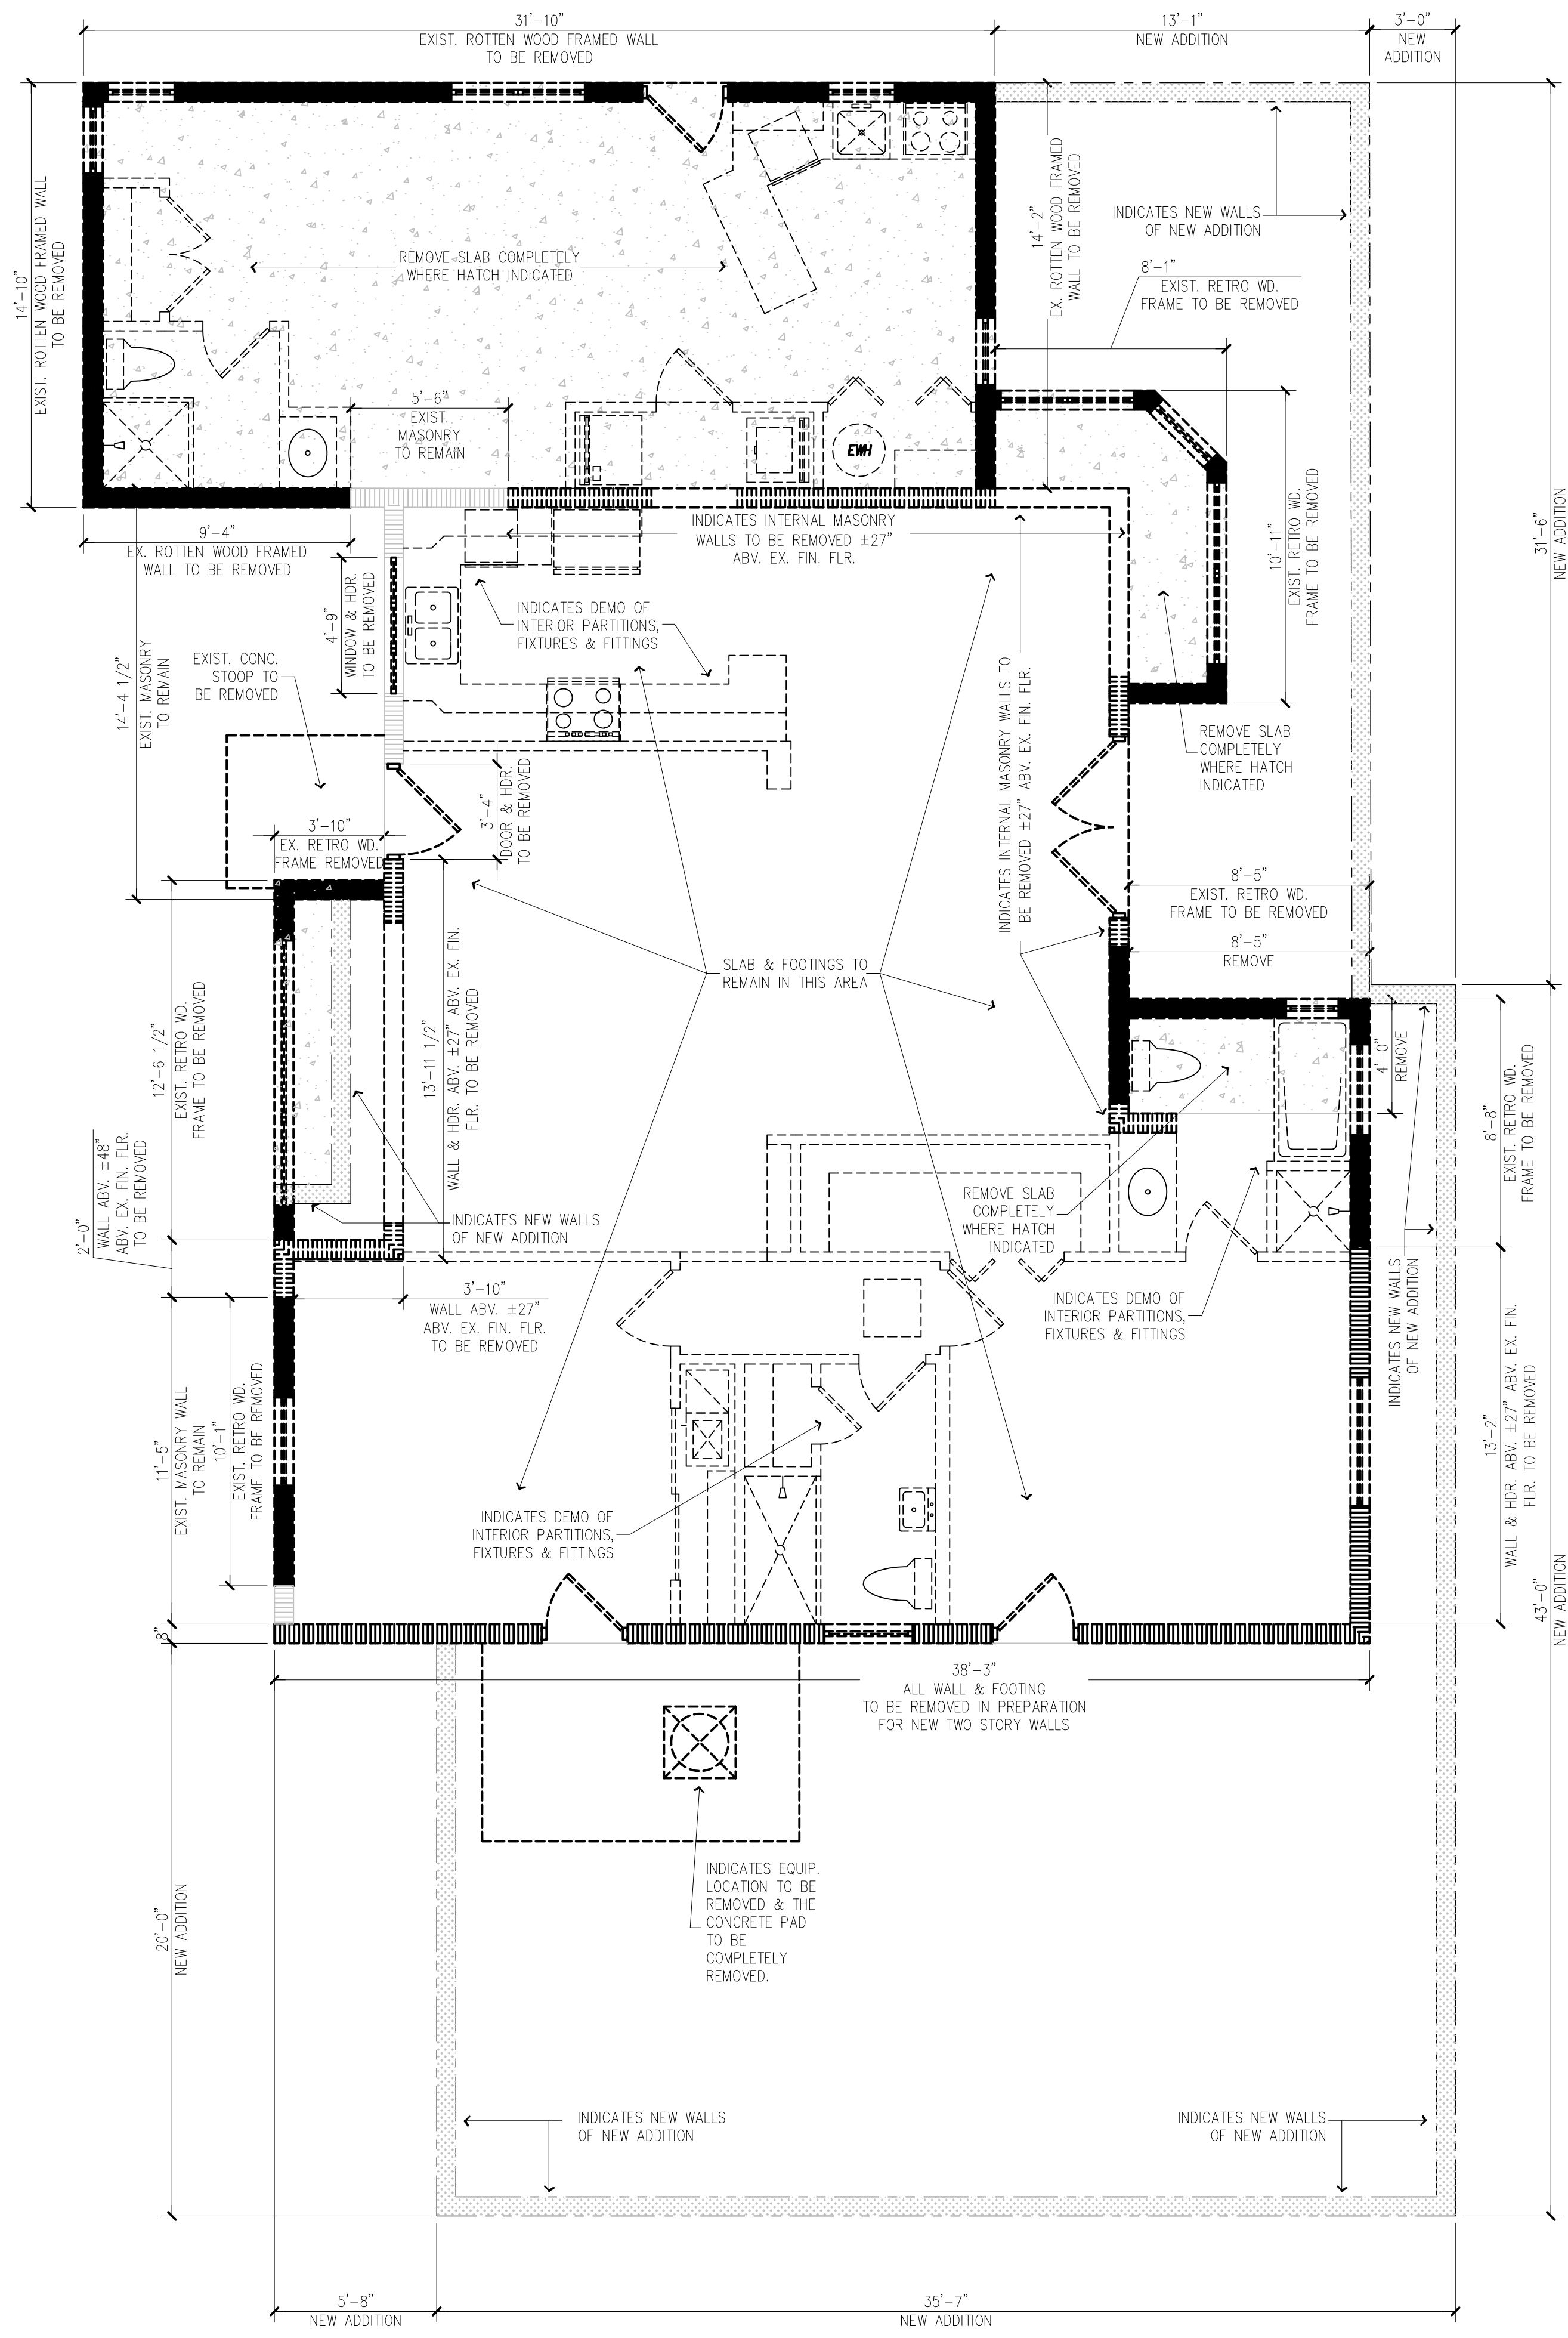 31'-10"
EXIST. ROTTEN WOOD FRAMED WALL
TO BE REMOVED
13'-1"
NEW ADDITION
3'-0"
NEW
ADDITION
14'-10"
EXIST. ROTTEN WOOD FRAMED WALL
TO BE REMOVED
REMOVE SLAB COMPLETELY
WHERE HATCH INDICATED
14'-2"
EX. ROTTEN WOOD FRAMED
WALL TO BE REMOVED
INDICATES NEW WALLS
OF NEW ADDITION
8'-1"
EXIST. RETRO WD.
FRAME TO BE REMOVED
31'-6"
NEW ADDITION
5'-6"
EXIST.
MASONRY
TO REMAIN
EWH
10'-11"
EXIST. RETRO WD.
FRAME TO BE REMOVED
9'-4"
EX. ROTTEN WOOD FRAMED
WALL TO BE REMOVED
INDICATES INTERNAL MASONRY
WALLS TO BE REMOVED ±27"
ABV. EX. FIN. FLR.
4'-9"
WINDOW & HDR.
TO BE REMOVED
INDICATES DEMO OF
INTERIOR PARTITIONS,
FIXTURES & FITTINGS
14'-4 1/2"
EXIST. MASONRY
TO REMAIN
EXIST. CONC.
STOOP TO
BE REMOVED
INDICATES INTERNAL MASONRY WALLS TO
BE REMOVED ±27" ABV. EX. FIN. FLR.
REMOVE SLAB
COMPLETELY
WHERE HATCH
INDICATED
3'-4"
DOOR & HDR.
TO BE REMOVED
3'-10"
EX. RETRO WD.
FRAME REMOVED
8'-5"
EXIST. RETRO WD.
FRAME TO BE REMOVED
8'-5"
REMOVE
SLAB & FOOTINGS TO
REMAIN IN THIS AREA
12'-6 1/2"
EXIST. RETRO WD.
FRAME TO BE REMOVED
13'-11 1/2"
WALL & HDR. ABV. ±27" ABV. EX. FIN.
FLR. TO BE REMOVED
4'-0"
REMOVE
8'-8"
EXIST. RETRO WD.
FRAME TO BE REMOVED
2'-0"
WALL ABV. ±48"
ABV. EX. FIN. FLR.
TO BE REMOVED
INDICATES NEW WALLS
OF NEW ADDITION
REMOVE SLAB
COMPLETELY
WHERE HATCH
INDICATED
3'-10"
WALL ABV. ±27"
ABV. EX. FIN. FLR.
TO BE REMOVED
INDICATES DEMO OF
INTERIOR PARTITIONS,
FIXTURES & FITTINGS
INDICATES NEW WALLS
OF NEW ADDITION
11'-5"
EXIST. MASONRY WALL
TO REMAIN
10'-1"
EXIST. RETRO WD.
FRAME TO BE REMOVED
13'-2"
WALL & HDR. ABV. ±27" ABV. EX. FIN.
FLR. TO BE REMOVED
INDICATES DEMO OF
INTERIOR PARTITIONS,
FIXTURES & FITTINGS
43'-0"
NEW ADDITION
8"
38'-3"
ALL WALL & FOOTING
TO BE REMOVED IN PREPARATION
FOR NEW TWO STORY WALLS
INDICATES EQUIP.
LOCATION TO BE
REMOVED & THE
CONCRETE PAD
TO BE
COMPLETELY
REMOVED.
20'-0"
NEW ADDITION
INDICATES NEW WALLS
OF NEW ADDITION
INDICATES NEW WALLS
OF NEW ADDITION
5'-8"
NEW ADDITION
35'-7"
NEW ADDITION